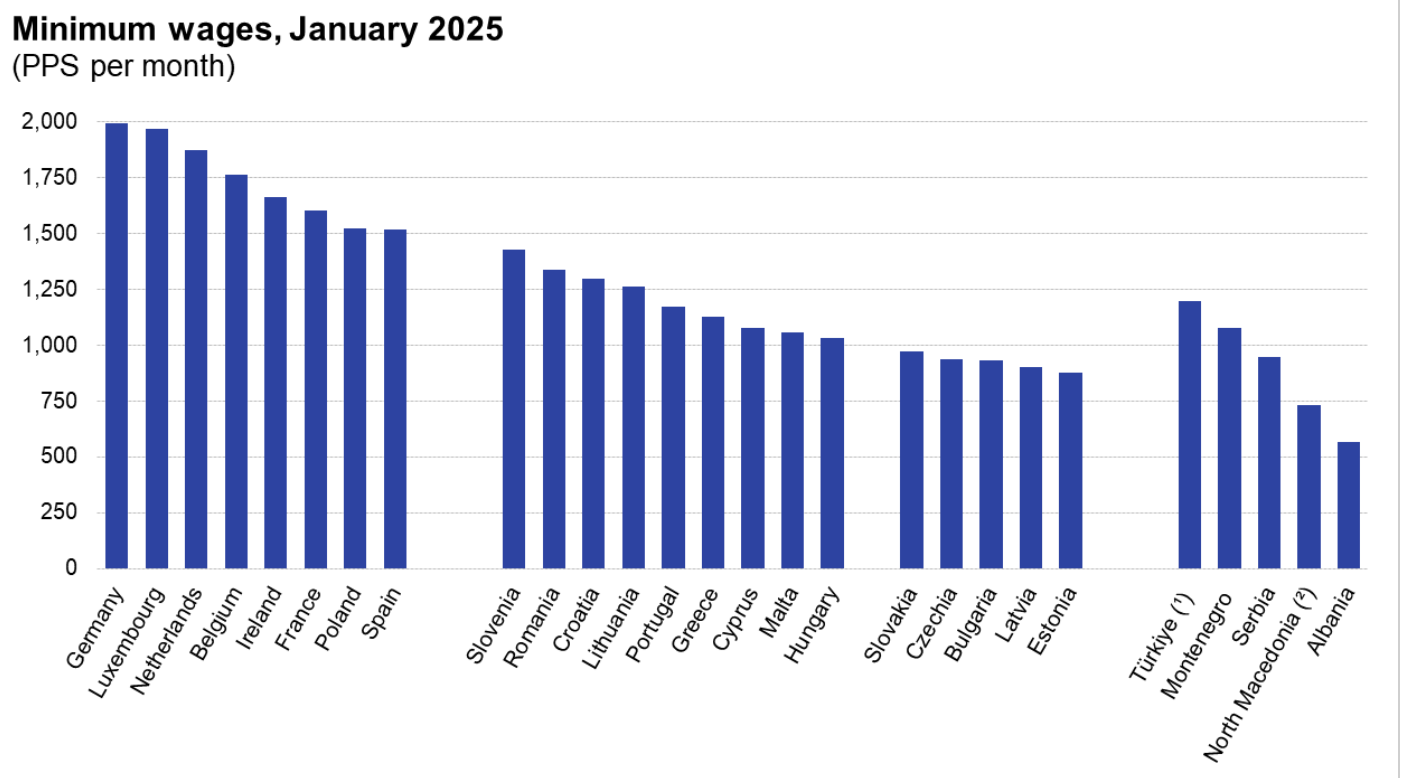 Minimum wages, January 2025
(PPS per month)
2,000
1,750
1,500
1,250
1,000
750
500
250
0
Germany
Luxembourg
Netherlands
Belgium
Ireland
France
Poland
Spain
Slovenia
Romania
Croatia
Lithuania
Portugal
Greece
Cyprus
Malta
Hungary
Slovakia
Czechia
Bulgaria
Latvia
Estonia
Türkiye (¹)
Montenegro
Serbia
North Macedonia (²)
Albania